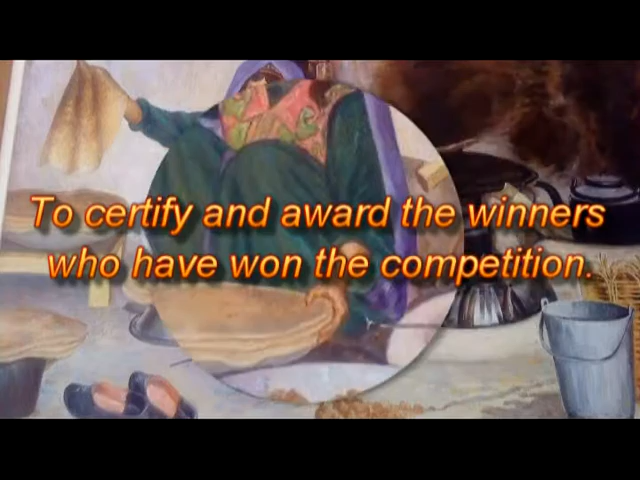 To certify and award the winners
who have won the competition.